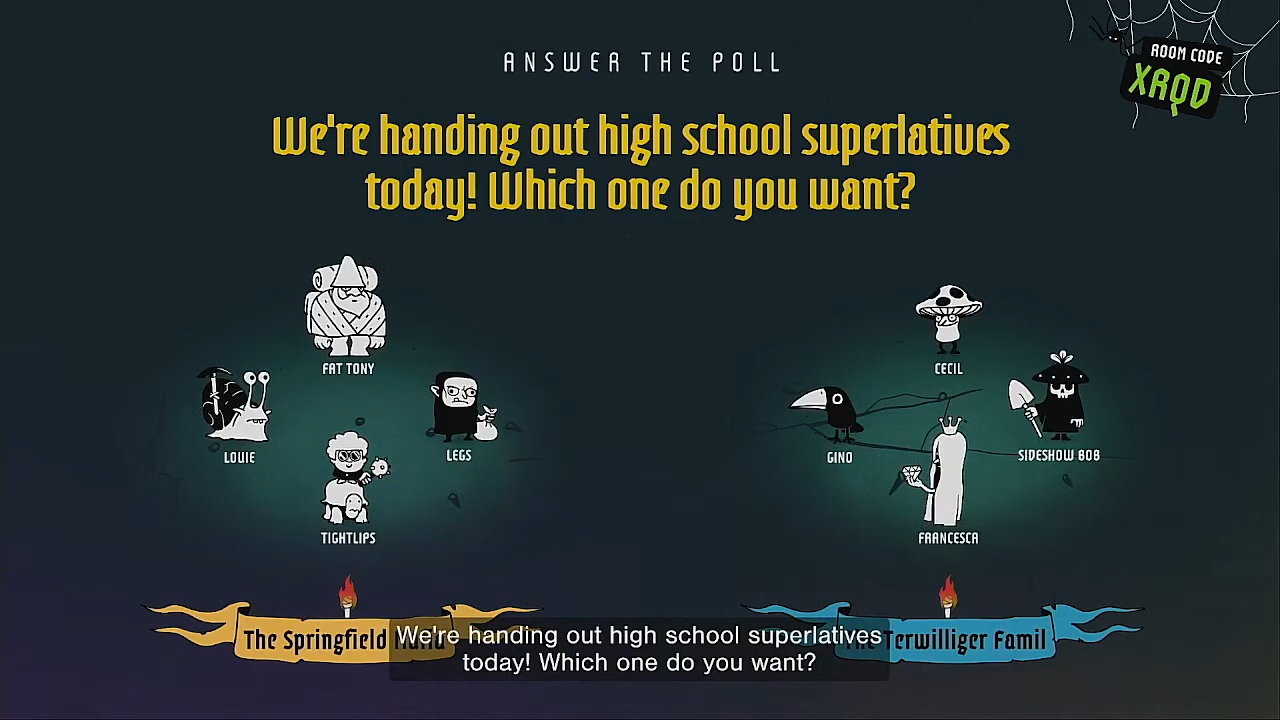 ANSWER THE POLL
ROOM CODE
XRQD
We're handing out high school superlatives
today! Which one do you want?
FAT TONY
LOUIE
LEGS
TIGHTLIPS
CECIL
GINO
SIDESHOW BOB
FRANCESCA
The Springfield
Terwilliger Famil
We're handing out high school superlatives
today! Which one do you want?